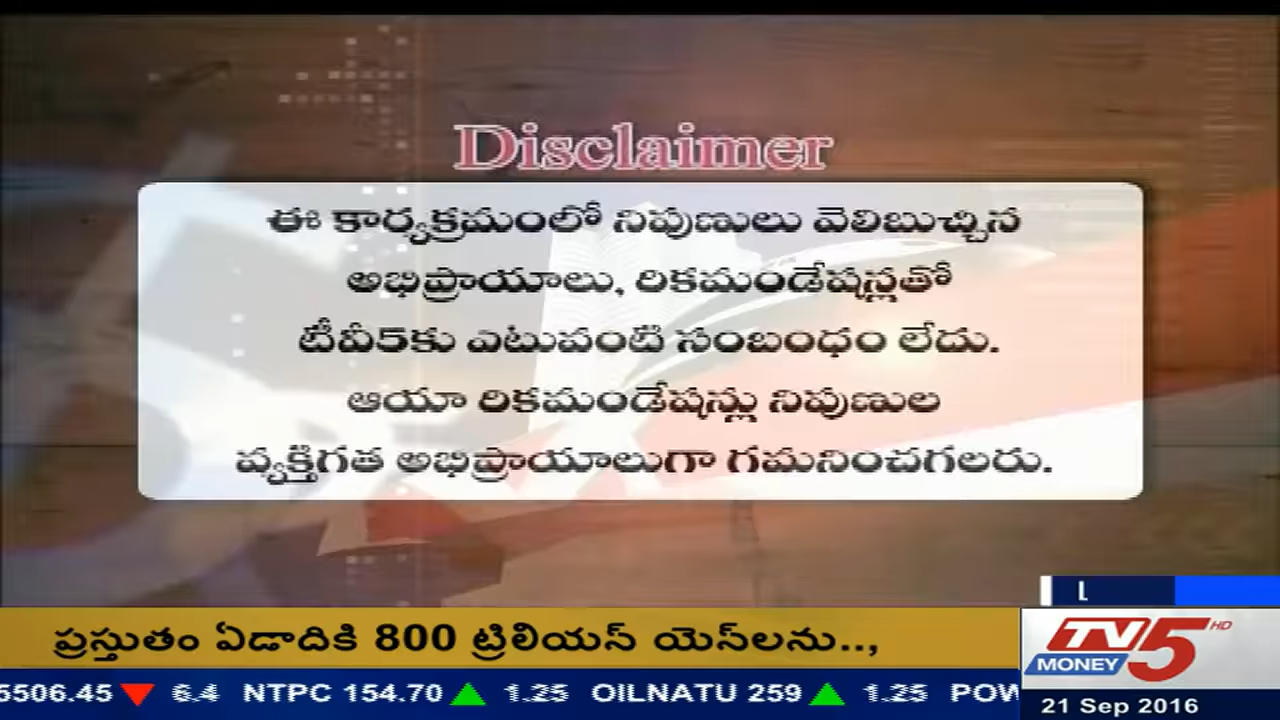 Disclaimer
ఈ కార్యక్రమంలో నిపుణులు వెలిబుచ్చిన
అభిప్రాయాలు, రికమండేషన్లతో
టీవీ5కు ఎటువంటి సంబంధం లేదు.
ఆయా రికమండేషన్లు నిపుణుల
వ్యక్తిగత అభిప్రాయాలుగా గమనించగలరు.
ప్రస్తుతం ఏడాదికి 800 ట్రిలియన్ యెన్‌లను..,
TV5 HD
MONEY
5506.45 ▼ 6.4 NTPC 154.70 ▲ 1.25 OILNATU 259 ▲ 1.25 POW
21 Sep 2016